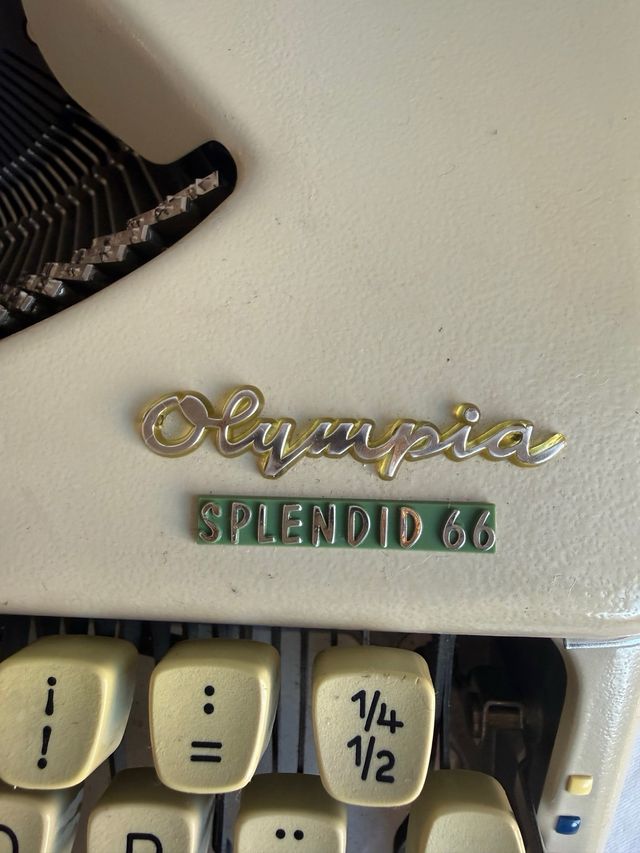 Olympia
SPLENDID 66
¡ : 1/4
! = 1/2
P ¨